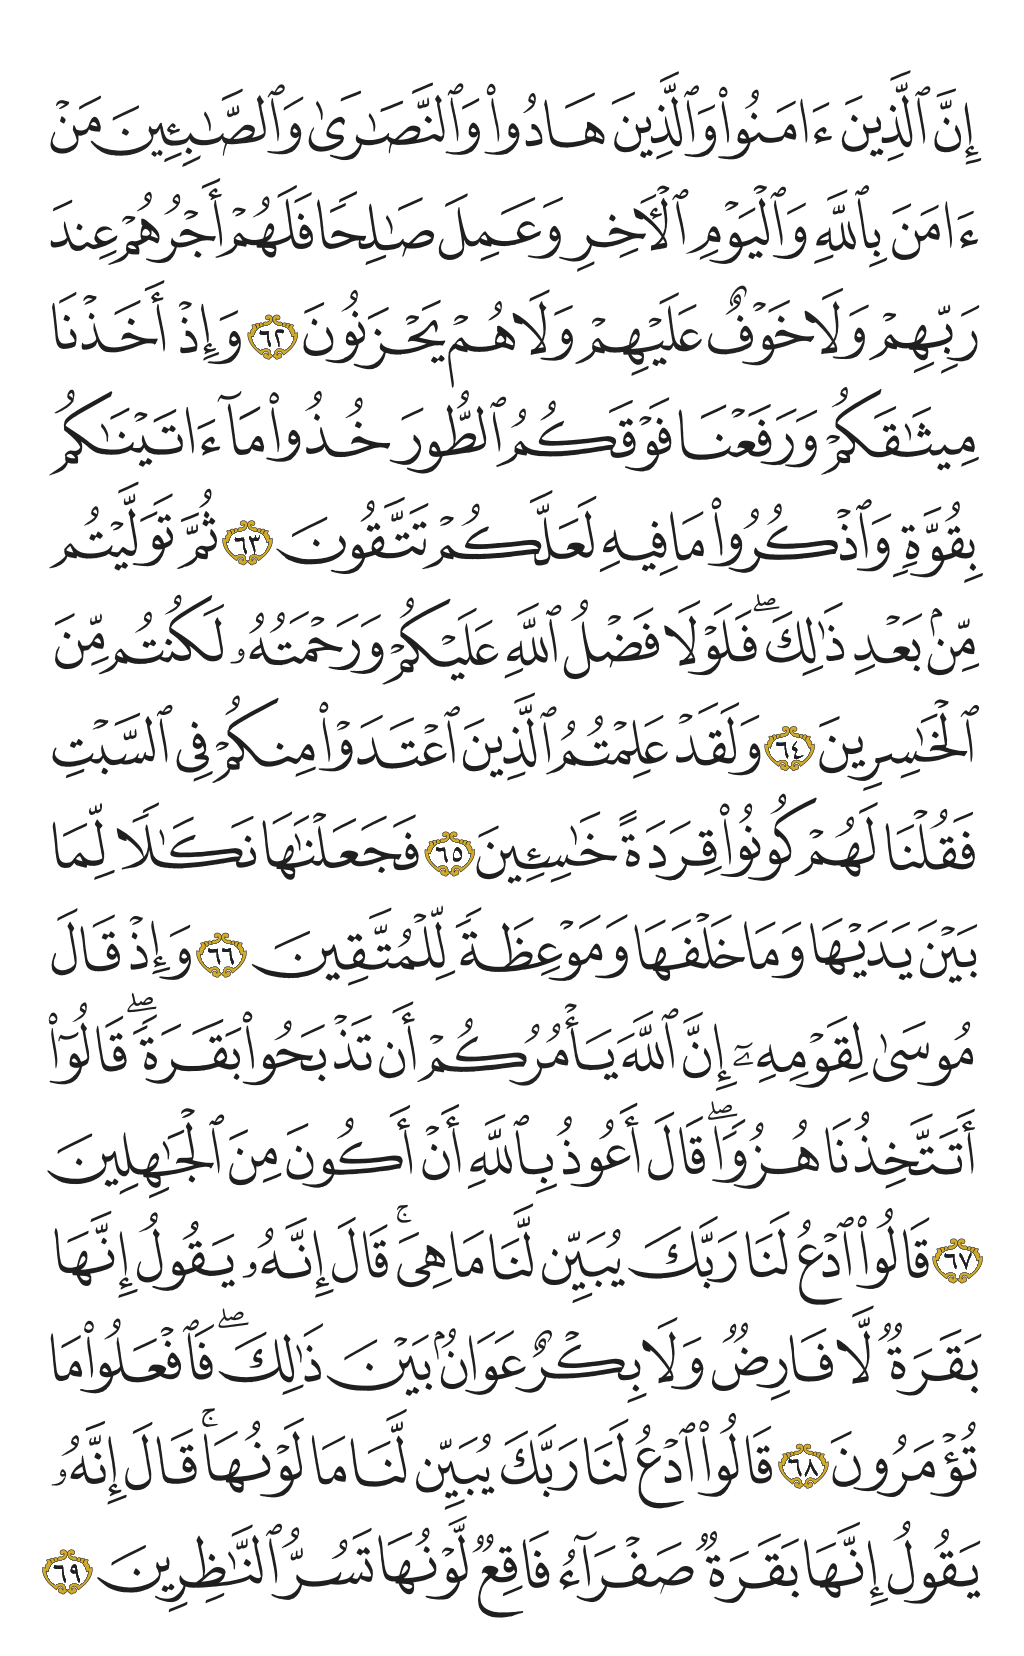 إِنَّ ٱلَّذِينَ ءَامَنُوا۟ وَٱلَّذِينَ هَادُوا۟ وَٱلنَّصَـٰرَىٰ وَٱلصَّـٰبِـِٔينَ مَنْ
ءَامَنَ بِٱللَّهِ وَٱلْيَوْمِ ٱلْـَٔاخِرِ وَعَمِلَ صَـٰلِحًا فَلَهُمْ أَجْرُهُمْ عِندَ
رَبِّهِمْ وَلَا خَوْفٌ عَلَيْهِمْ وَلَا هُمْ يَحْزَنُونَ ٦٢ وَإِذْ أَخَذْنَا
مِيثَـٰقَكُمْ وَرَفَعْنَا فَوْقَكُمُ ٱلطُّورَ خُذُوا۟ مَآ ءَاتَيْنَـٰكُم
بِقُوَّةٍ وَٱذْكُرُوا۟ مَا فِيهِ لَعَلَّكُمْ تَتَّقُونَ ٦٣ ثُمَّ تَوَلَّيْتُم
مِّنۢ بَعْدِ ذَٰلِكَ ۖ فَلَوْلَا فَضْلُ ٱللَّهِ عَلَيْكُمْ وَرَحْمَتُهُۥ لَكُنتُم مِّنَ
ٱلْخَـٰسِرِينَ ٦٤ وَلَقَدْ عَلِمْتُمُ ٱلَّذِينَ ٱعْتَدَوْا۟ مِنكُمْ فِى ٱلسَّبْتِ
فَقُلْنَا لَهُمْ كُونُوا۟ قِرَدَةً خَـٰسِـِٔينَ ٦٥ فَجَعَلْنَـٰهَا نَكَـٰلًا لِّمَا
بَيْنَ يَدَيْهَا وَمَا خَلْفَهَا وَمَوْعِظَةً لِّلْمُتَّقِينَ ٦٦ وَإِذْ قَالَ
مُوسَىٰ لِقَوْمِهِۦٓ إِنَّ ٱللَّهَ يَأْمُرُكُمْ أَن تَذْبَحُوا۟ بَقَرَةً ۖ قَالُوٓا۟
أَتَتَّخِذُنَا هُزُوًا ۖ قَالَ أَعُوذُ بِٱللَّهِ أَنْ أَكُونَ مِنَ ٱلْجَـٰهِلِينَ
٦٧ قَالُوا۟ ٱدْعُ لَنَا رَبَّكَ يُبَيِّن لَّنَا مَا هِىَ ۚ قَالَ إِنَّهُۥ يَقُولُ إِنَّهَا
بَقَرَةٌ لَّا فَارِضٌ وَلَا بِكْرٌ عَوَانٌۢ بَيْنَ ذَٰلِكَ ۖ فَٱفْعَلُوا۟ مَا
تُؤْمَرُونَ ٦٨ قَالُوا۟ ٱدْعُ لَنَا رَبَّكَ يُبَيِّن لَّنَا مَا لَوْنُهَا ۚ قَالَ إِنَّهُۥ
يَقُولُ إِنَّهَا بَقَرَةٌ صَفْرَآءُ فَاقِعٌ لَّوْنُهَا تَسُرُّ ٱلنَّـٰظِرِينَ ٦٩